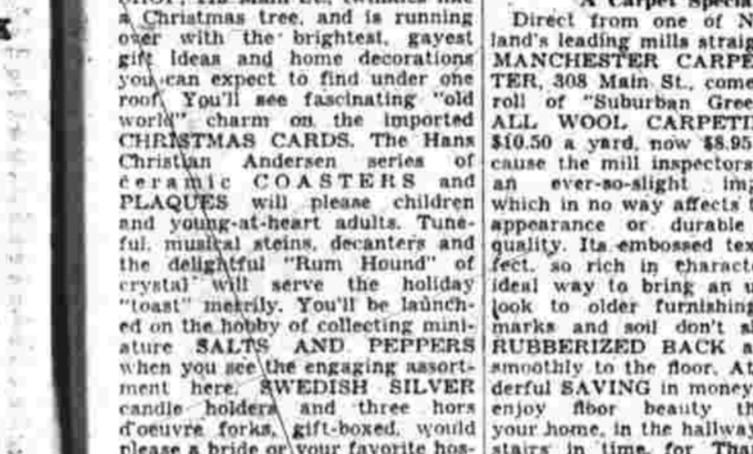 a Christmas tree, and is running
over with the brightest, gayest
gift ideas and home decorations
you can expect to find under one
roof. You'll see fascinating "old
world" charm on the imported
CHRISTMAS CARDS. The Hans
Christian Andersen series of
ceramic COASTERS and
PLAQUES will please children
and young-at-heart adults. Tune-
ful, musical steins, decanters and
the delightful "Rum Hound" of
crystal will serve the holiday
"toast" merrily. You'll be launch-
ed on the hobby of collecting mini-
ature SALTS AND PEPPERS
when you see the engaging assort-
ment here. SWEDISH SILVER
candle holders and three hors
d'oeuvre forks, gift-boxed, would
please a bride or your favorite hos-
A Carpet Special
Direct from one of
land's leading mills
MANCHESTER CARPE
TER, 308 Main St., come
roll of "Suburban Gree
ALL WOOL CARPETI
$10.50 a yard, now $8.95
cause the mill inspectors
an ever-so-slight im
which in no way affects
appearance or durable
quality. Its embossed tex
fect, so rich in characte
ideal way to bring an u
look to older furnishin
marks and soil don't
RUBBERIZED BACK a
smoothly to the floor. At
derful SAVING in money
enjoy floor beauty th
your home, in the hallway
stairs in time for Tha